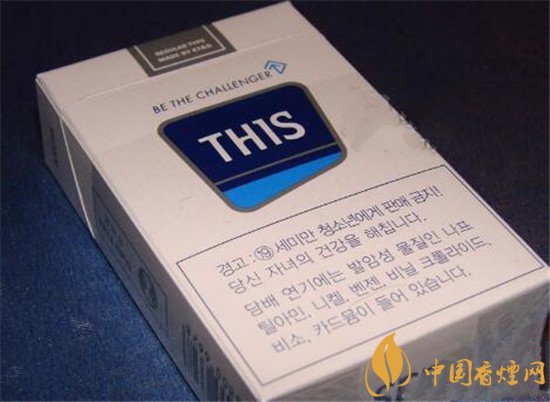 REGULAR TYPE
MADE BY KT&G
BE THE CHALLENGER
THIS
경고 : ⑲세미만 청소년에게 판매 금지!
당신 자녀의 건강을 해칩니다.
담배 연기에는 발암성 물질인 나프
틸아민, 니켈, 벤젠, 비닐 크롤라이드,
비소, 카드뮴이 들어 있습니다.
中国香煙网